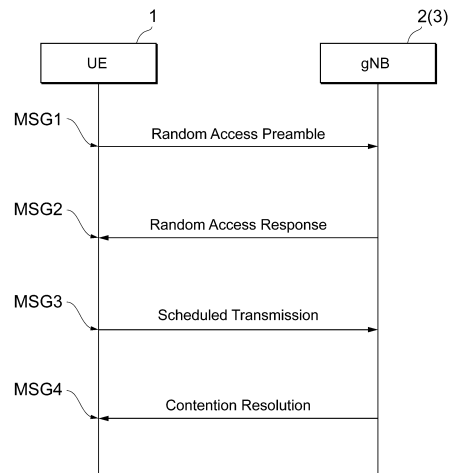 1
2(3)
UE
gNB
MSG1
Random Access Preamble
MSG2
Random Access Response
MSG3
Scheduled Transmission
MSG4
Contention Resolution